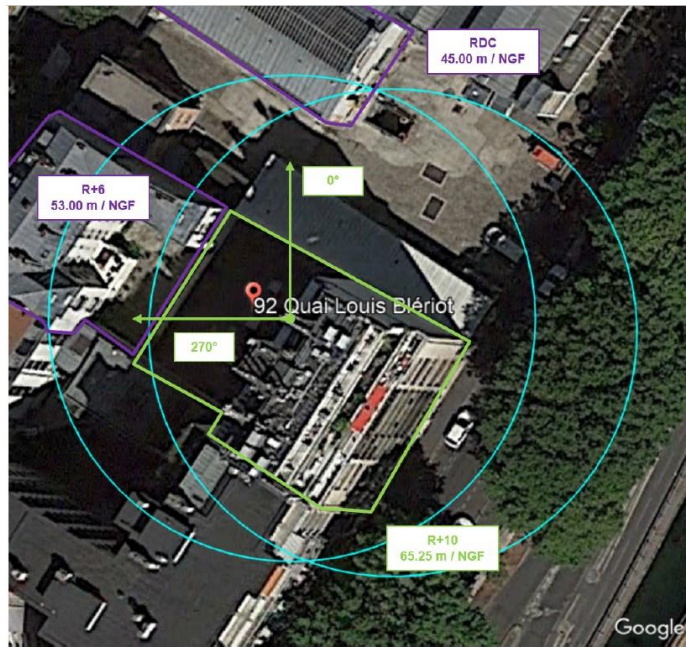 RDC
45.00 m / NGF
R+6
53.00 m / NGF
0°
92 Quai Louis Blériot
270°
R+10
65.25 m / NGF
Google